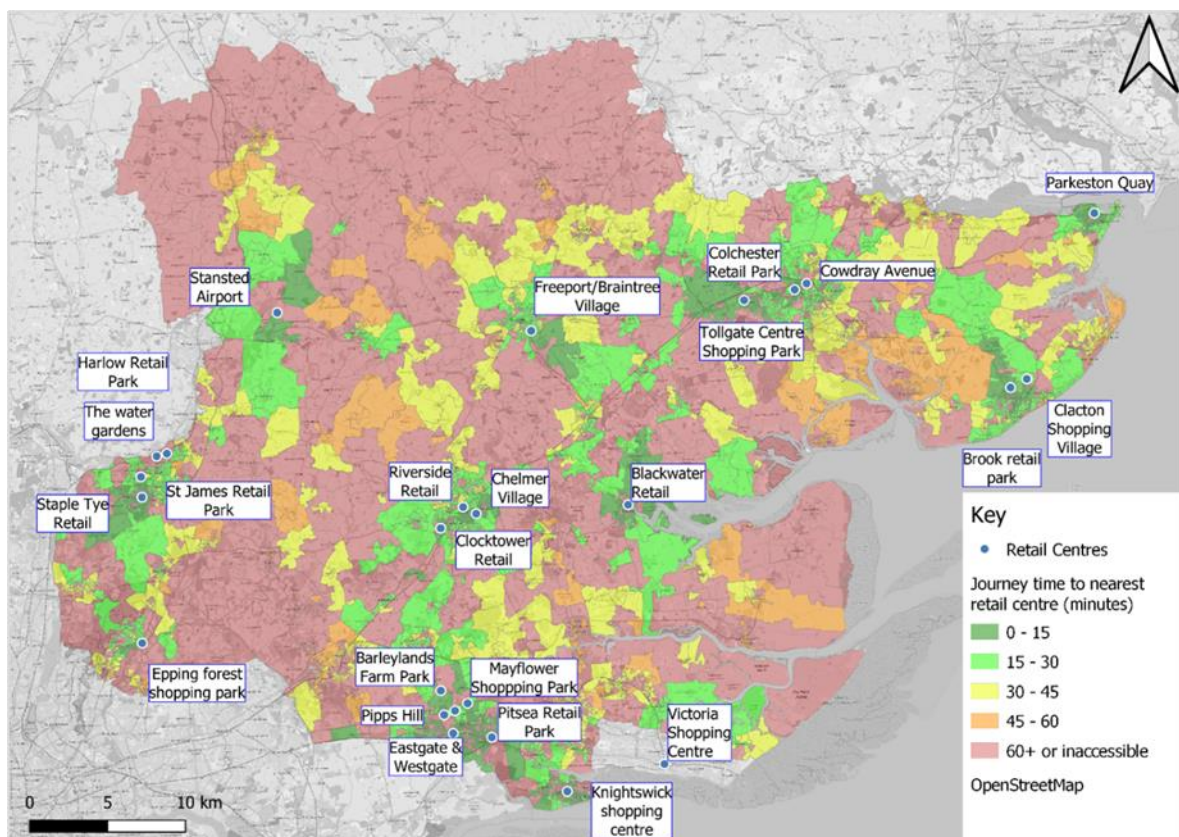 Parkeston Quay
Colchester
Retail Park
Cowdray Avenue
Stansted
Airport
Freeport/Braintree
Village
Tollgate Centre
Shopping Park
Harlow Retail
Park
The water
gardens
Clacton
Shopping
Village
Brook retail
park
Riverside
Retail
Chelmer
Village
Blackwater
Retail
Staple Tye
Retail
St James Retail
Park
Clocktower
Retail
Epping forest
shopping park
Barleylands
Farm Park
Mayflower
Shoppping Park
Pipps Hill
Pitsea Retail
Park
Eastgate &
Westgate
Victoria
Shopping
Centre
Knightswick
shopping
centre
Key
Retail Centres
Journey time to nearest
retail centre (minutes)
0 - 15
15 - 30
30 - 45
45 - 60
60+ or inaccessible
OpenStreetMap
0 5 10 km